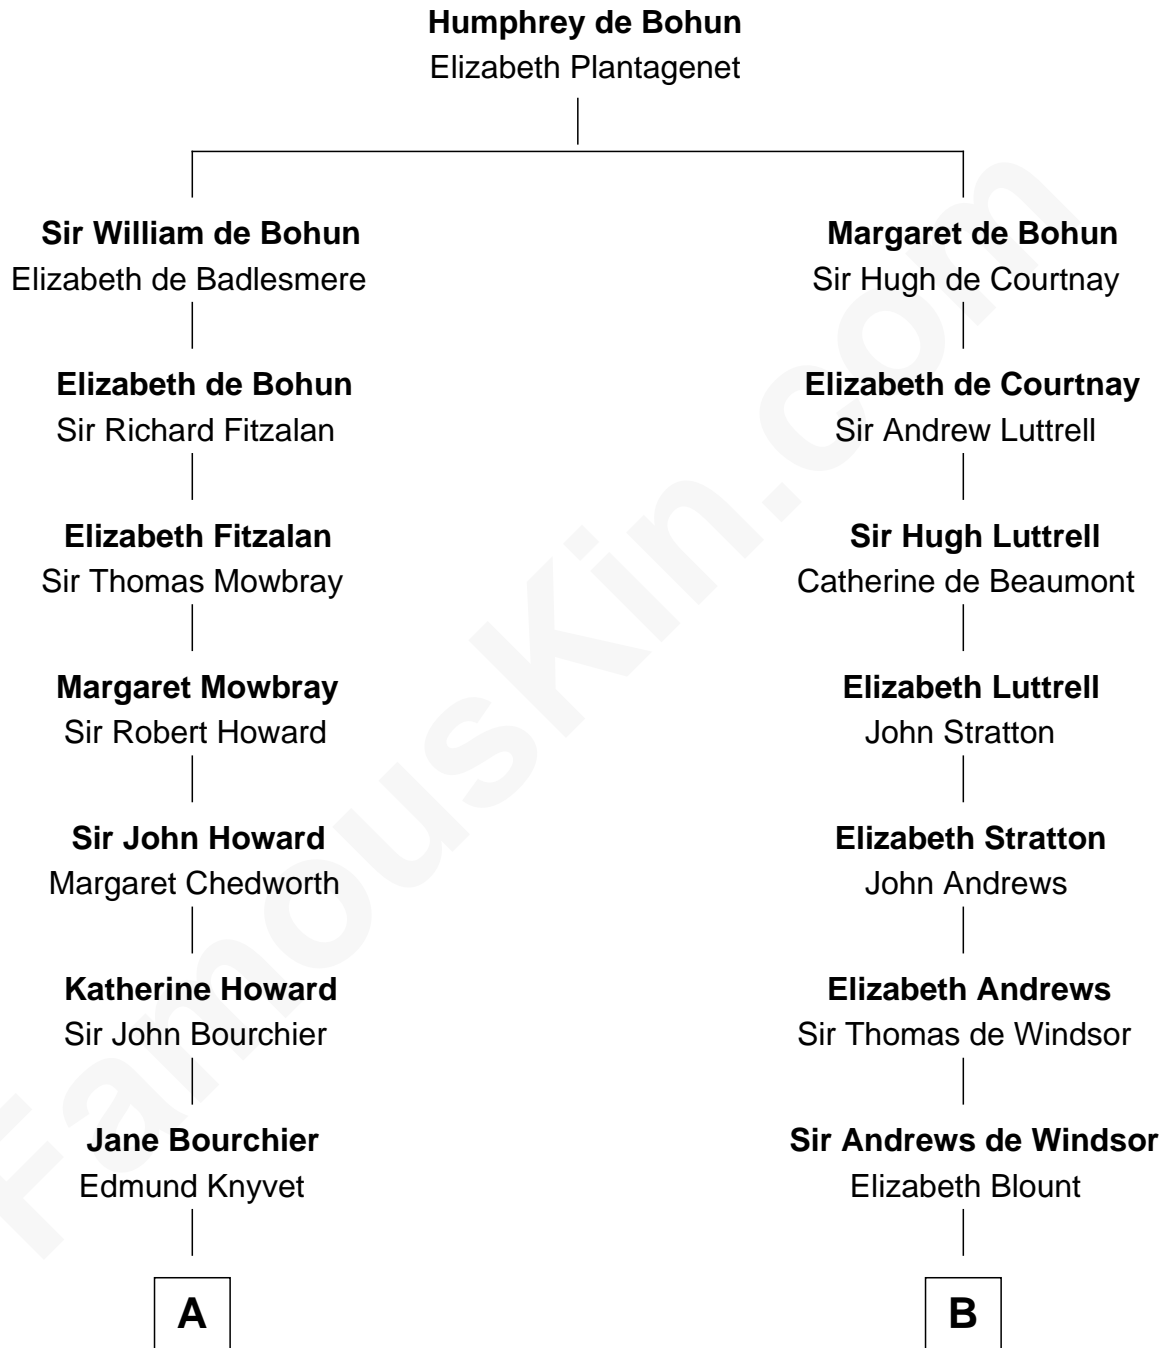 Humphrey de Bohun
Elizabeth Plantagenet
Sir William de Bohun
Elizabeth de Badlesmere
Margaret de Bohun
Sir Hugh de Courtnay
Elizabeth de Bohun
Sir Richard Fitzalan
Elizabeth de Courtnay
Sir Andrew Luttrell
Elizabeth Fitzalan
Sir Thomas Mowbray
Sir Hugh Luttrell
Catherine de Beaumont
Margaret Mowbray
Sir Robert Howard
Elizabeth Luttrell
John Stratton
Sir John Howard
Margaret Chedworth
Elizabeth Stratton
John Andrews
Katherine Howard
Sir John Bourchier
Elizabeth Andrews
Sir Thomas de Windsor
Jane Bourchier
Edmund Knyvet
Sir Andrews de Windsor
Elizabeth Blount
A
B
FamousKin.com